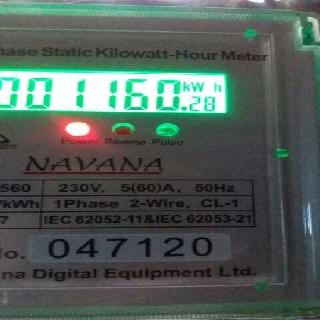 hase Static Kilowatt-Hour Meter
001160.28 kWh
Power Reverse Pulse
NAVANA
560 230V, 5(60)A, 50Hz
/kWh 1Phase 2-Wire, CL-1
7 IEC 62052-11&IEC 62053-21
lo. 047120
na Digital Equipment Ltd.